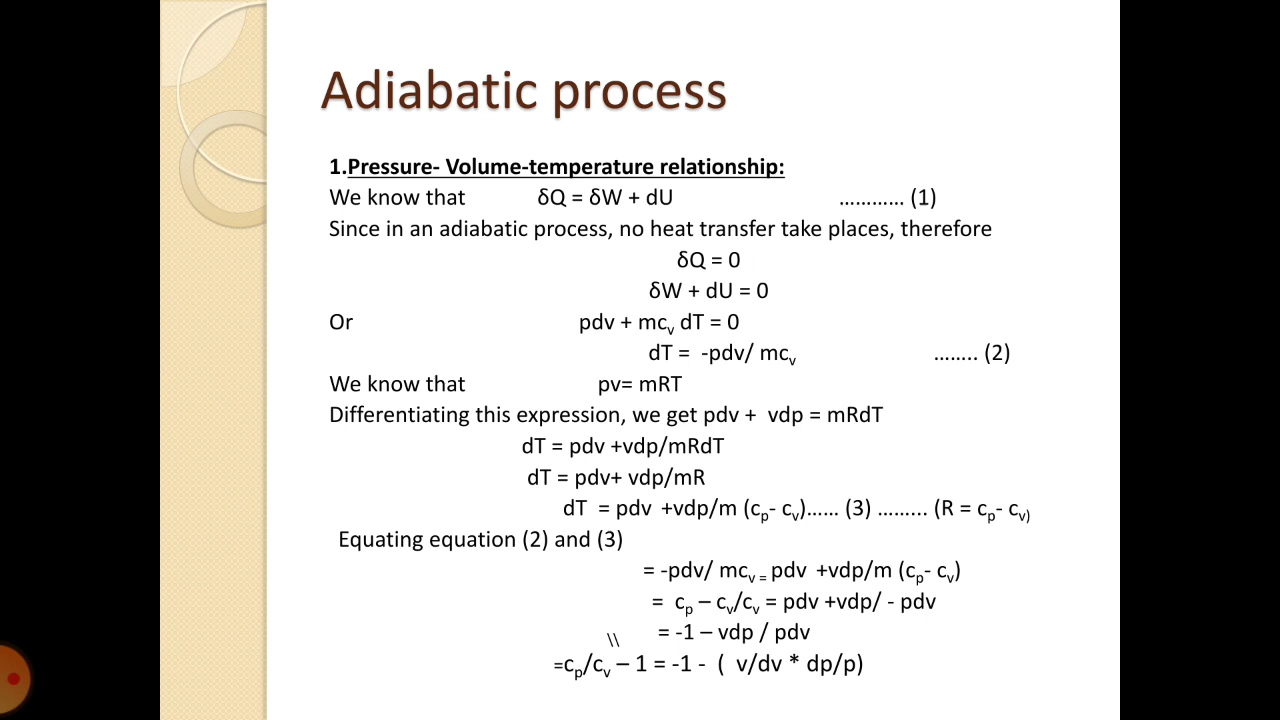 Adiabatic process
1.Pressure- Volume-temperature relationship:
We know that δQ = δW + dU ………… (1)
Since in an adiabatic process, no heat transfer take places, therefore
δQ = 0
δW + dU = 0
Or pdv + mcᵥ dT = 0
dT = -pdv/ mcᵥ …….. (2)
We know that pv= mRT
Differentiating this expression, we get pdv + vdp = mRdT
dT = pdv +vdp/mRdT
dT = pdv+ vdp/mR
dT = pdv +vdp/m (cₚ- cᵥ)…… (3) ……... (R = cₚ- cᵥ)
Equating equation (2) and (3)
= -pdv/ mcᵥ = pdv +vdp/m (cₚ- cᵥ)
= cₚ – cᵥ/cᵥ = pdv +vdp/ - pdv
= -1 – vdp / pdv
\\
=cₚ/cᵥ – 1 = -1 - ( v/dv * dp/p)